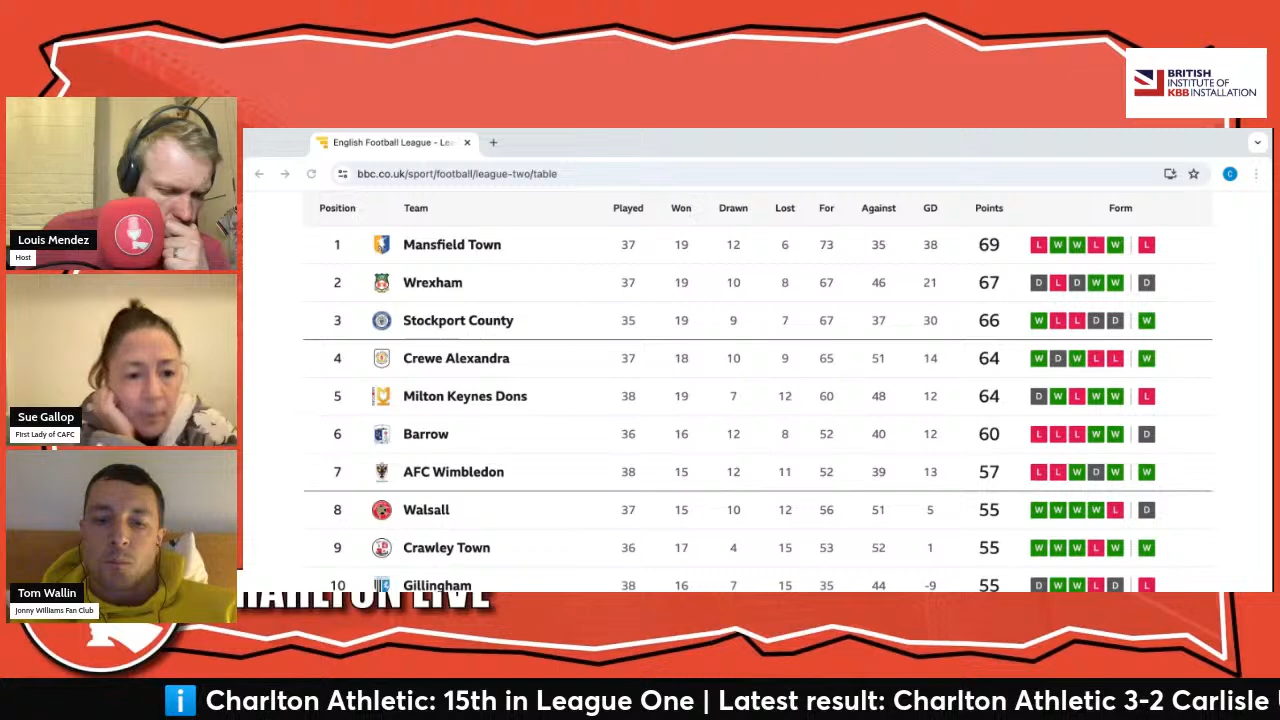 BRITISH
INSTITUTE OF
KBB INSTALLATION
English Football League - Lea
bbc.co.uk/sport/football/league-two/table
C
Position Team Played Won Drawn Lost For Against GD Points Form
1 Mansfield Town 37 19 12 6 73 35 38 69 L W W L W L
2 Wrexham 37 19 10 8 67 46 21 67 D L D W W D
3 Stockport County 35 19 9 7 67 37 30 66 W L L D D W
4 Crewe Alexandra 37 18 10 9 65 51 14 64 W D W L L W
5 Milton Keynes Dons 38 19 7 12 60 48 12 64 D W L W W L
6 Barrow 36 16 12 8 52 40 12 60 L L L W W D
7 AFC Wimbledon 38 15 12 11 52 39 13 57 L L W D W W
8 Walsall 37 15 10 12 56 51 5 55 W W W W L D
9 Crawley Town 36 17 4 15 53 52 1 55 W W W L W W
10 Gillingham 38 16 7 15 35 44 -9 55 D W W L D L
Louis Mendez
Host
Sue Gallop
First Lady of CAFC
Tom Wallin
Jonny Williams Fan Club
CHARLTON LIVE
i Charlton Athletic: 15th in League One | Latest result: Charlton Athletic 3-2 Carlisle